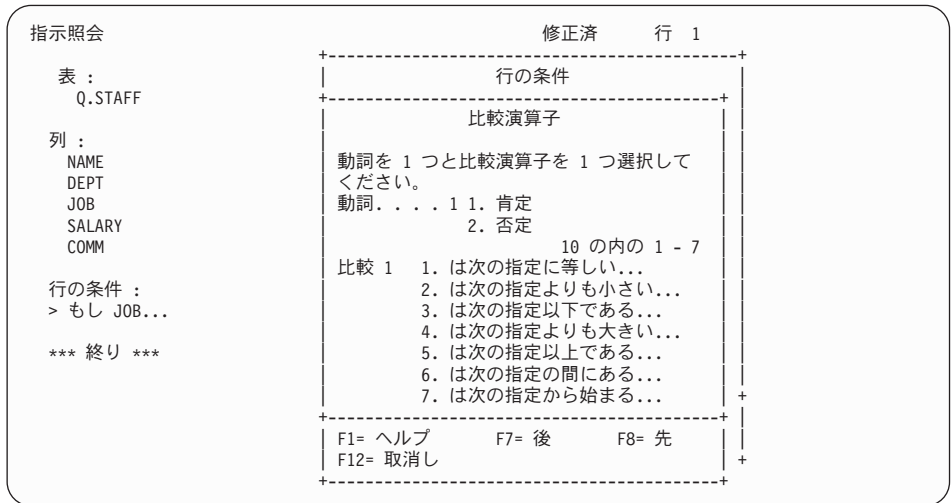 指示照会 修正済 行 1
+---------------------------------------------+
表 : | 行の条件 |
Q.STAFF +-------------------------------------------+ |
| 比較演算子 | |
列 : | | |
NAME | 動詞を 1 つと比較演算子を 1 つ選択して | |
DEPT | ください。 | |
JOB | 動詞. . . . 1 1. 肯定 | |
SALARY | 2. 否定 | |
COMM | 10 の内の 1 - 7 | |
| 比較 1 1. は次の指定に等しい... | |
行の条件 : | 2. は次の指定よりも小さい... | |
> もし JOB... | 3. は次の指定以下である... | |
| 4. は次の指定よりも大きい... | |
*** 終り *** | 5. は次の指定以上である... | |
| 6. は次の指定の間にある... | |
| 7. は次の指定から始まる... | +
+-------------------------------------------+ |
| F1= ヘルプ F7= 後 F8= 先 | |
| F12= 取消し | +
+-------------------------------------------+